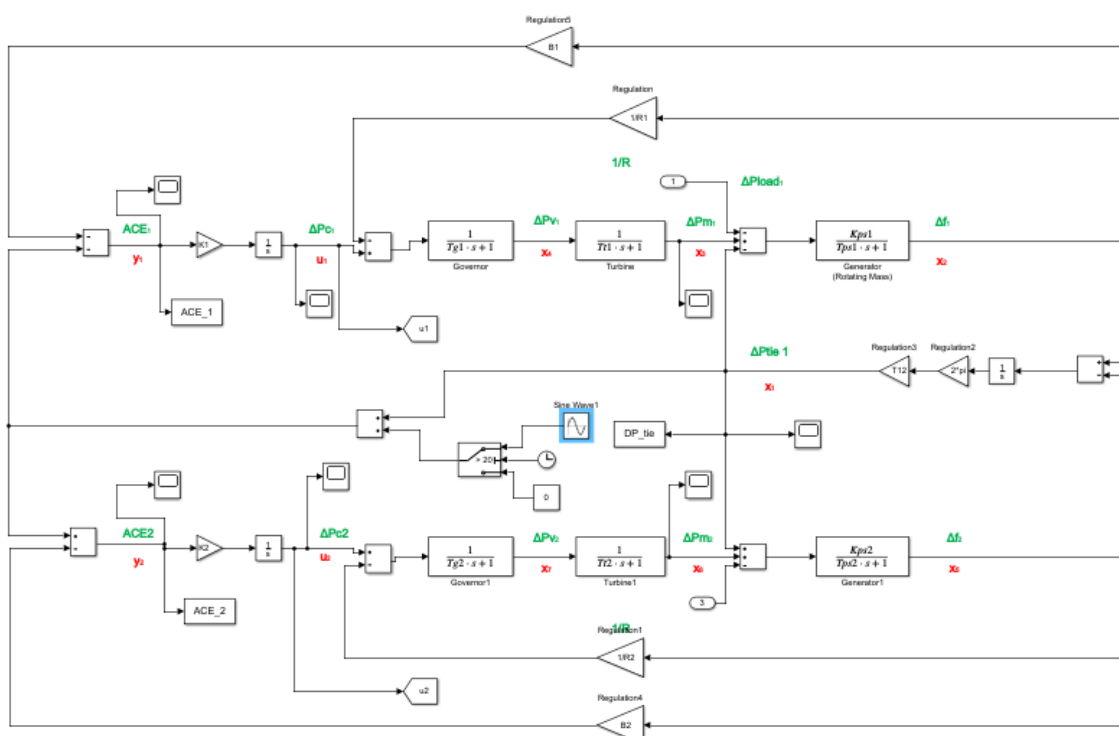 Regulation5
B1
Regulation
1/R1
1/R
1
ΔPload₁
ACE₁
y₁
K1
1
s
ΔPc₁
u₁
ΔPv₁
x₄
ΔPm₁
x₃
Δf₁
x₂
1
Tg1 · s + 1
Governor
1
Tt1 · s + 1
Turbine
Kps1
Tps1 · s + 1
Generator
(Rotating Mass)
ACE_1
u1
ΔPtie 1
x₁
Regulation3
T12
Regulation2
2*pi
1
s
Sine Wave1
> 20
0
DP_tie
ACE2
y₂
K2
1
s
ΔPc2
u₂
ΔPv₂
x₇
ΔPm₂
Δf₂
x₅
1
Tg2 · s + 1
Governor1
1
Tt2 · s + 1
Turbine1
Kps2
Tps2 · s + 1
Generator1
3
ACE_2
1/R
Regulation1
1/R2
u2
Regulation4
B2